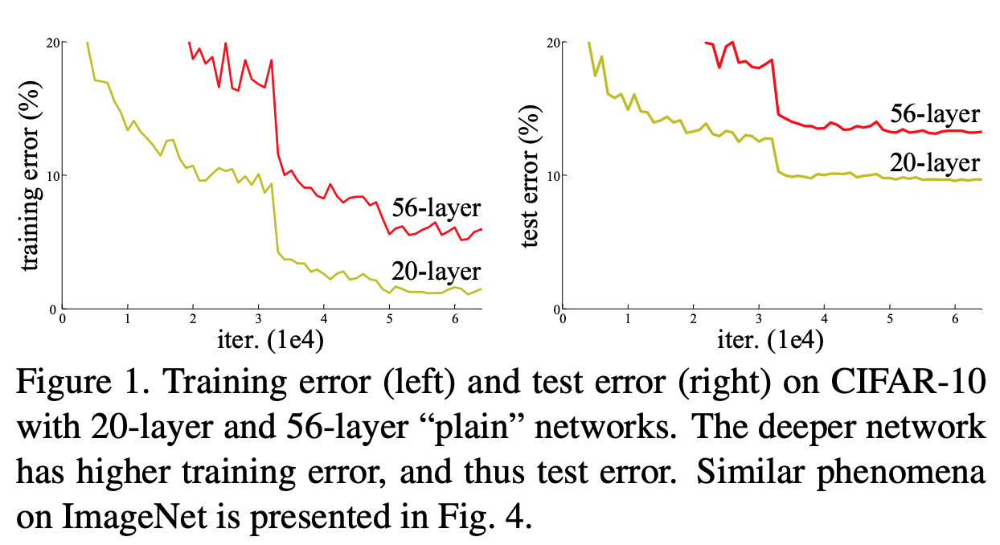 20
10
0
training error (%)
56-layer
20-layer
0 1 2 3 4 5 6
iter. (1e4)
20
10
0
test error (%)
56-layer
20-layer
0 1 2 3 4 5 6
iter. (1e4)
Figure 1. Training error (left) and test error (right) on CIFAR-10
with 20-layer and 56-layer “plain” networks. The deeper network
has higher training error, and thus test error. Similar phenomena
on ImageNet is presented in Fig. 4.